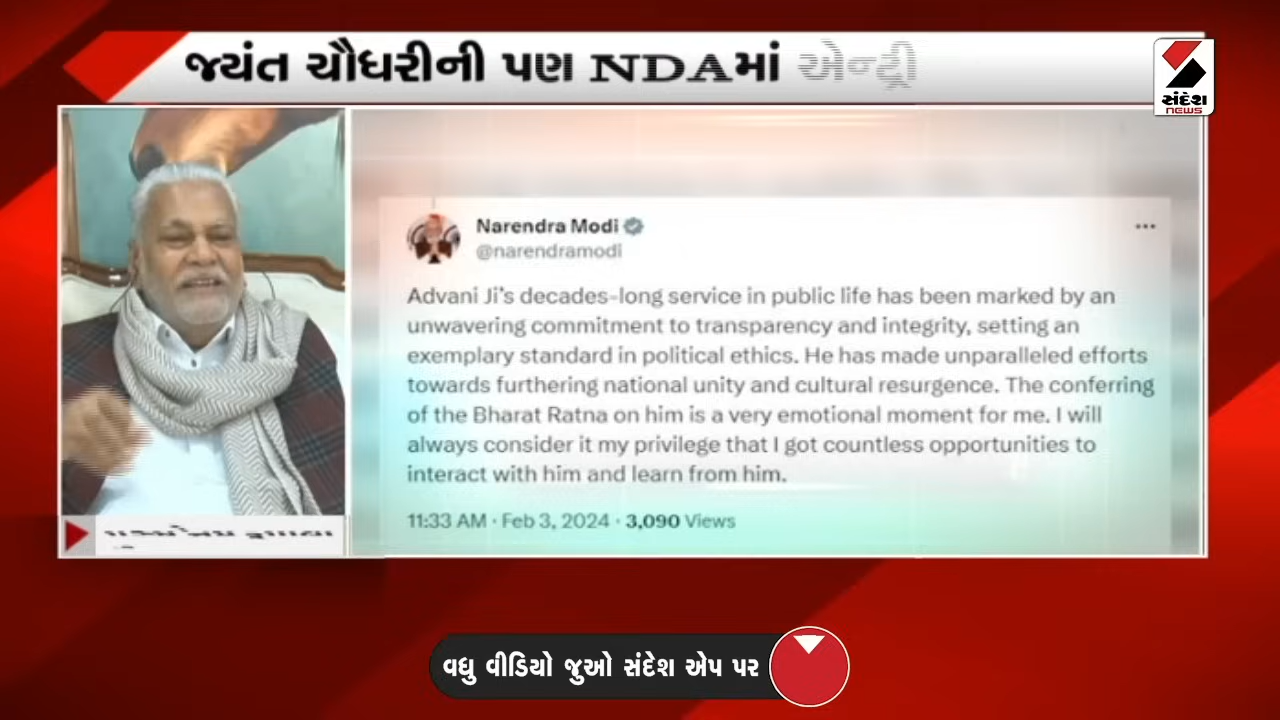 જયંત ચૌધરીની પણ NDAમાં એન્ટ્રી
સંદેશ
NEWS
Narendra Modi
@narendramodi
Advani Ji's decades-long service in public life has been marked by an
unwavering commitment to transparency and integrity, setting an
exemplary standard in political ethics. He has made unparalleled efforts
towards furthering national unity and cultural resurgence. The conferring
of the Bharat Ratna on him is a very emotional moment for me. I will
always consider it my privilege that I got countless opportunities to
interact with him and learn from him.
11:33 AM · Feb 3, 2024 · 3,090 Views
વધુ વીડિયો જુઓ સંદેશ એપ પર